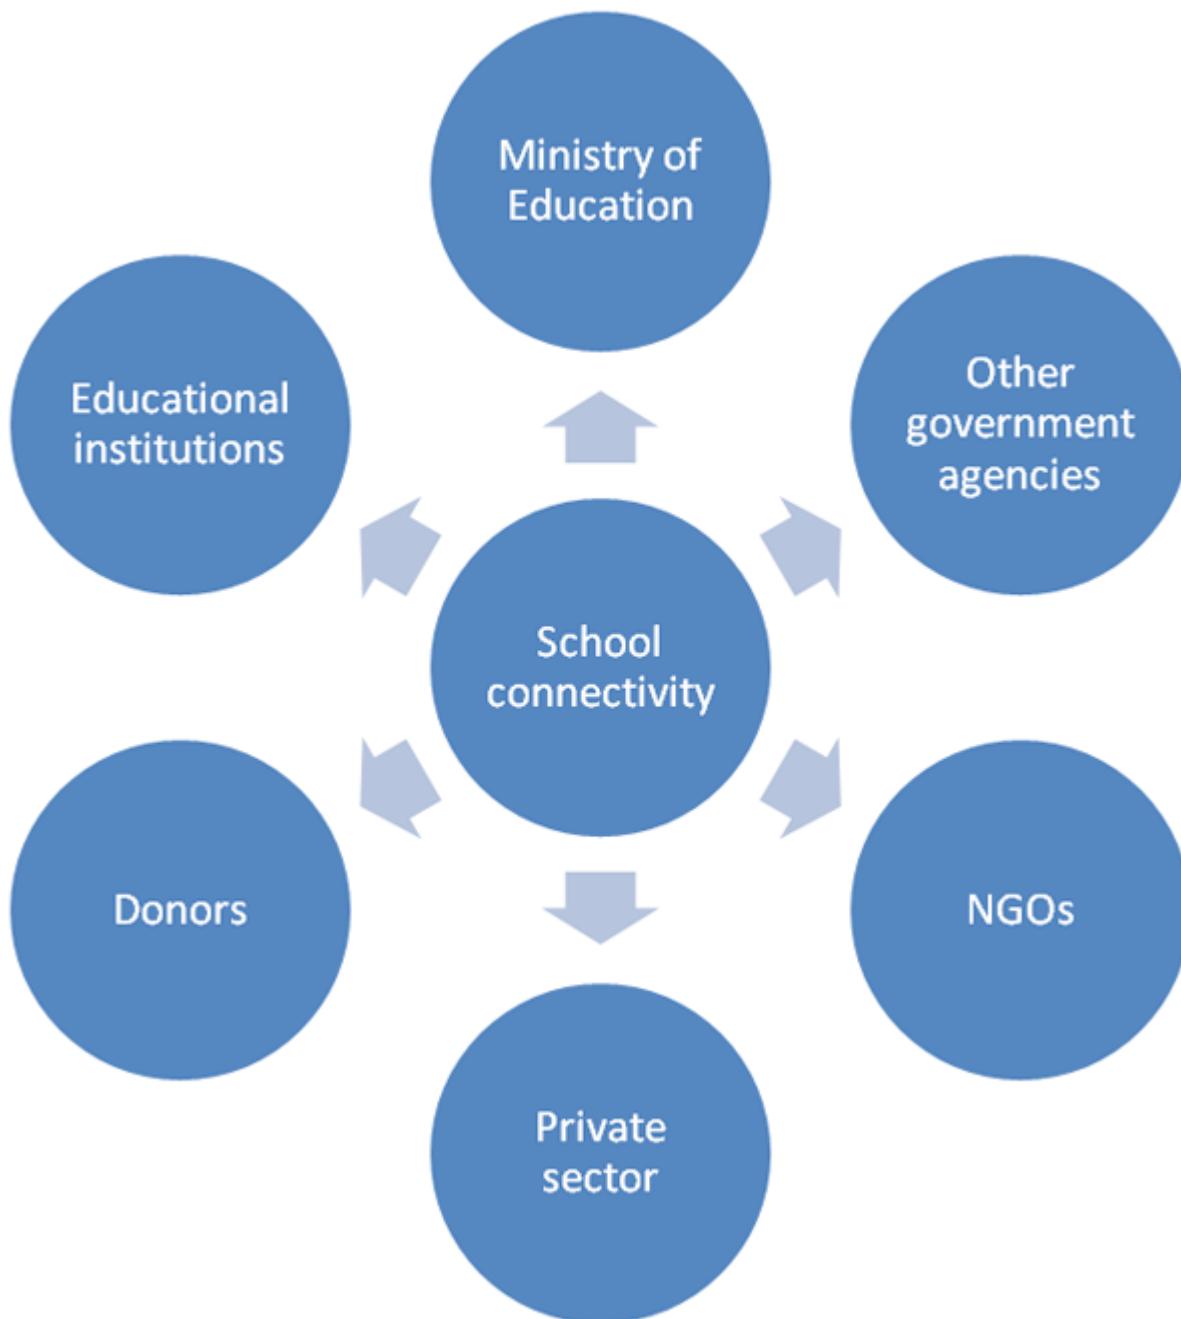 Ministry of
Education
Other
government
agencies
Educational
institutions
School
connectivity
Donors
NGOs
Private
sector